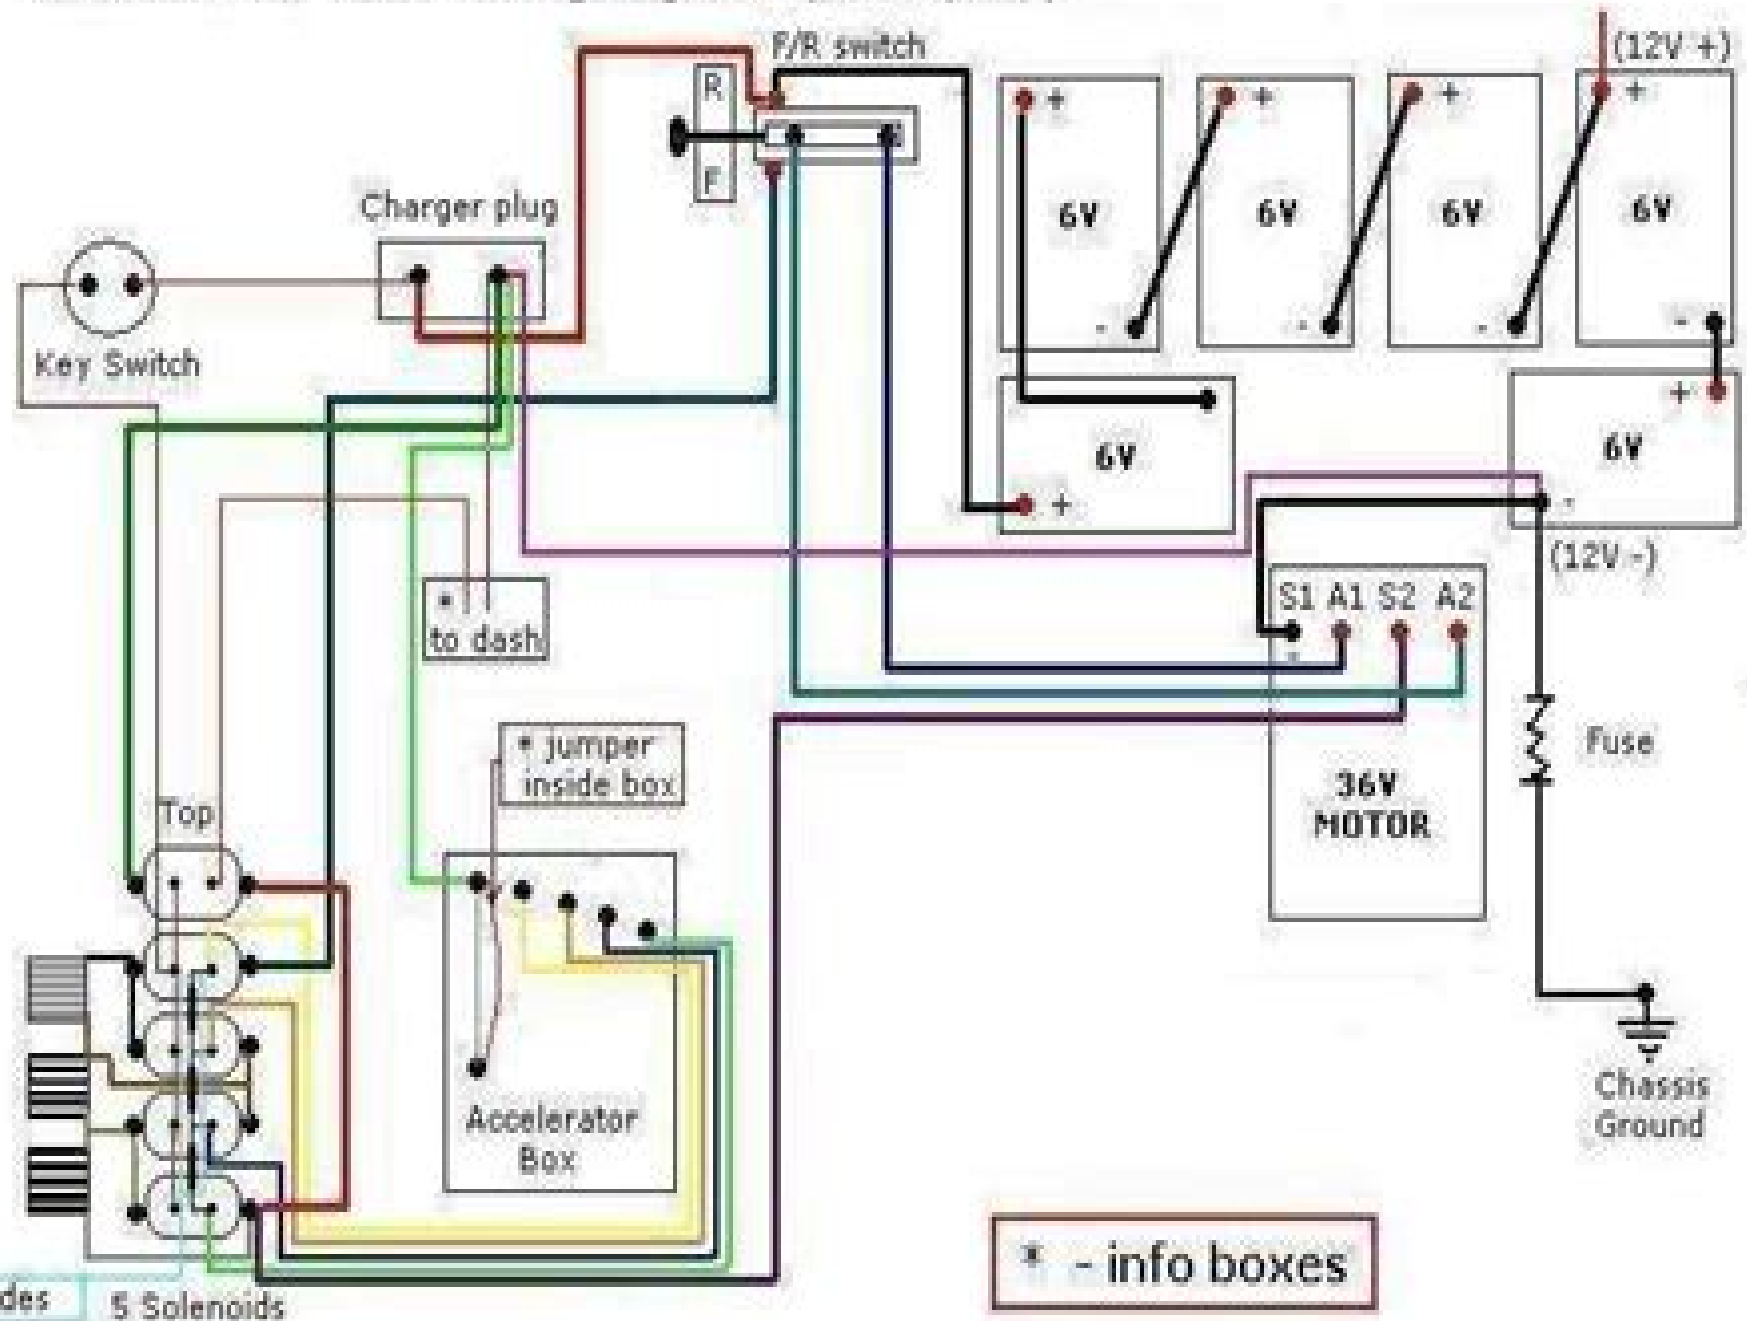 F/R switch
(12V +)
R
F
+
+
+
+
6V
6V
6V
6V
Charger plug
-
-
-
-
Key Switch
+
6V
6V
+
-
(12V -)
*
to dash
S1 A1 S2 A2
-
* jumper
inside box
Fuse
36V
MOTOR
Top
Accelerator
Box
Chassis
Ground
* - info boxes
des
5 Solenoids